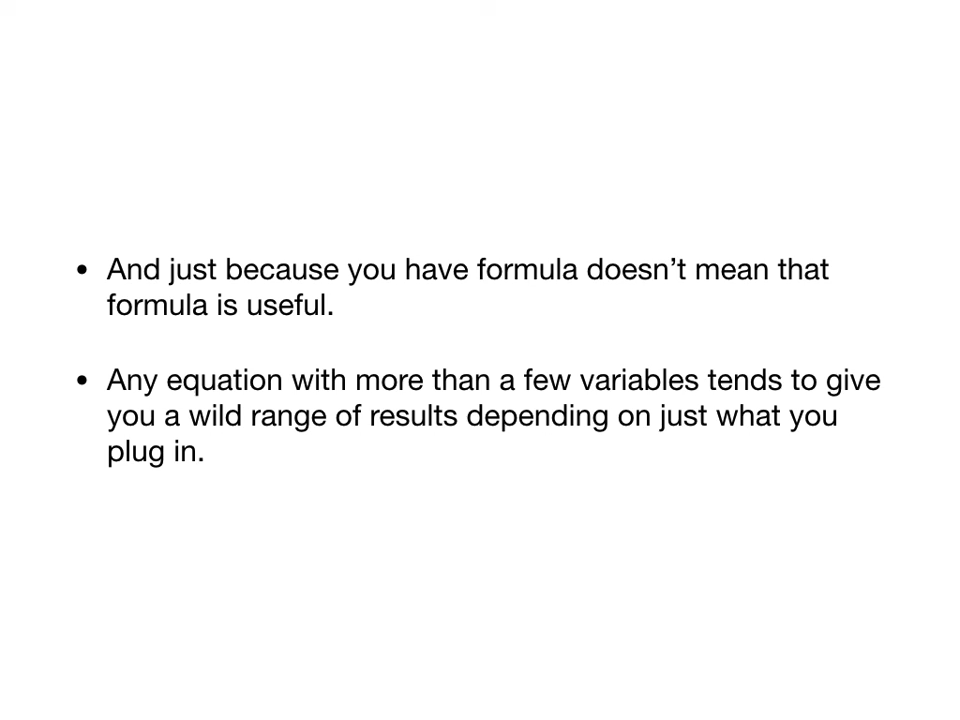 • And just because you have formula doesn’t mean that
formula is useful.
• Any equation with more than a few variables tends to give
you a wild range of results depending on just what you
plug in.